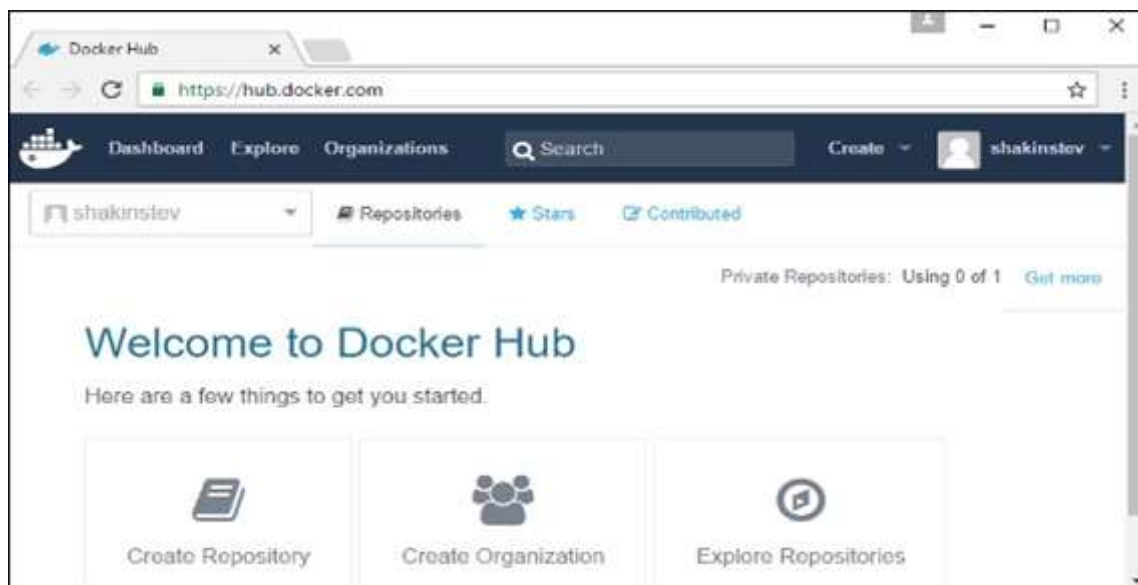 Docker Hub
https://hub.docker.com
Dashboard Explore Organizations Search Create shakinstev
shakinstev Repositories Stars Contributed
Private Repositories: Using 0 of 1 Get more
Welcome to Docker Hub
Here are a few things to get you started.
Create Repository Create Organization Explore Repositories